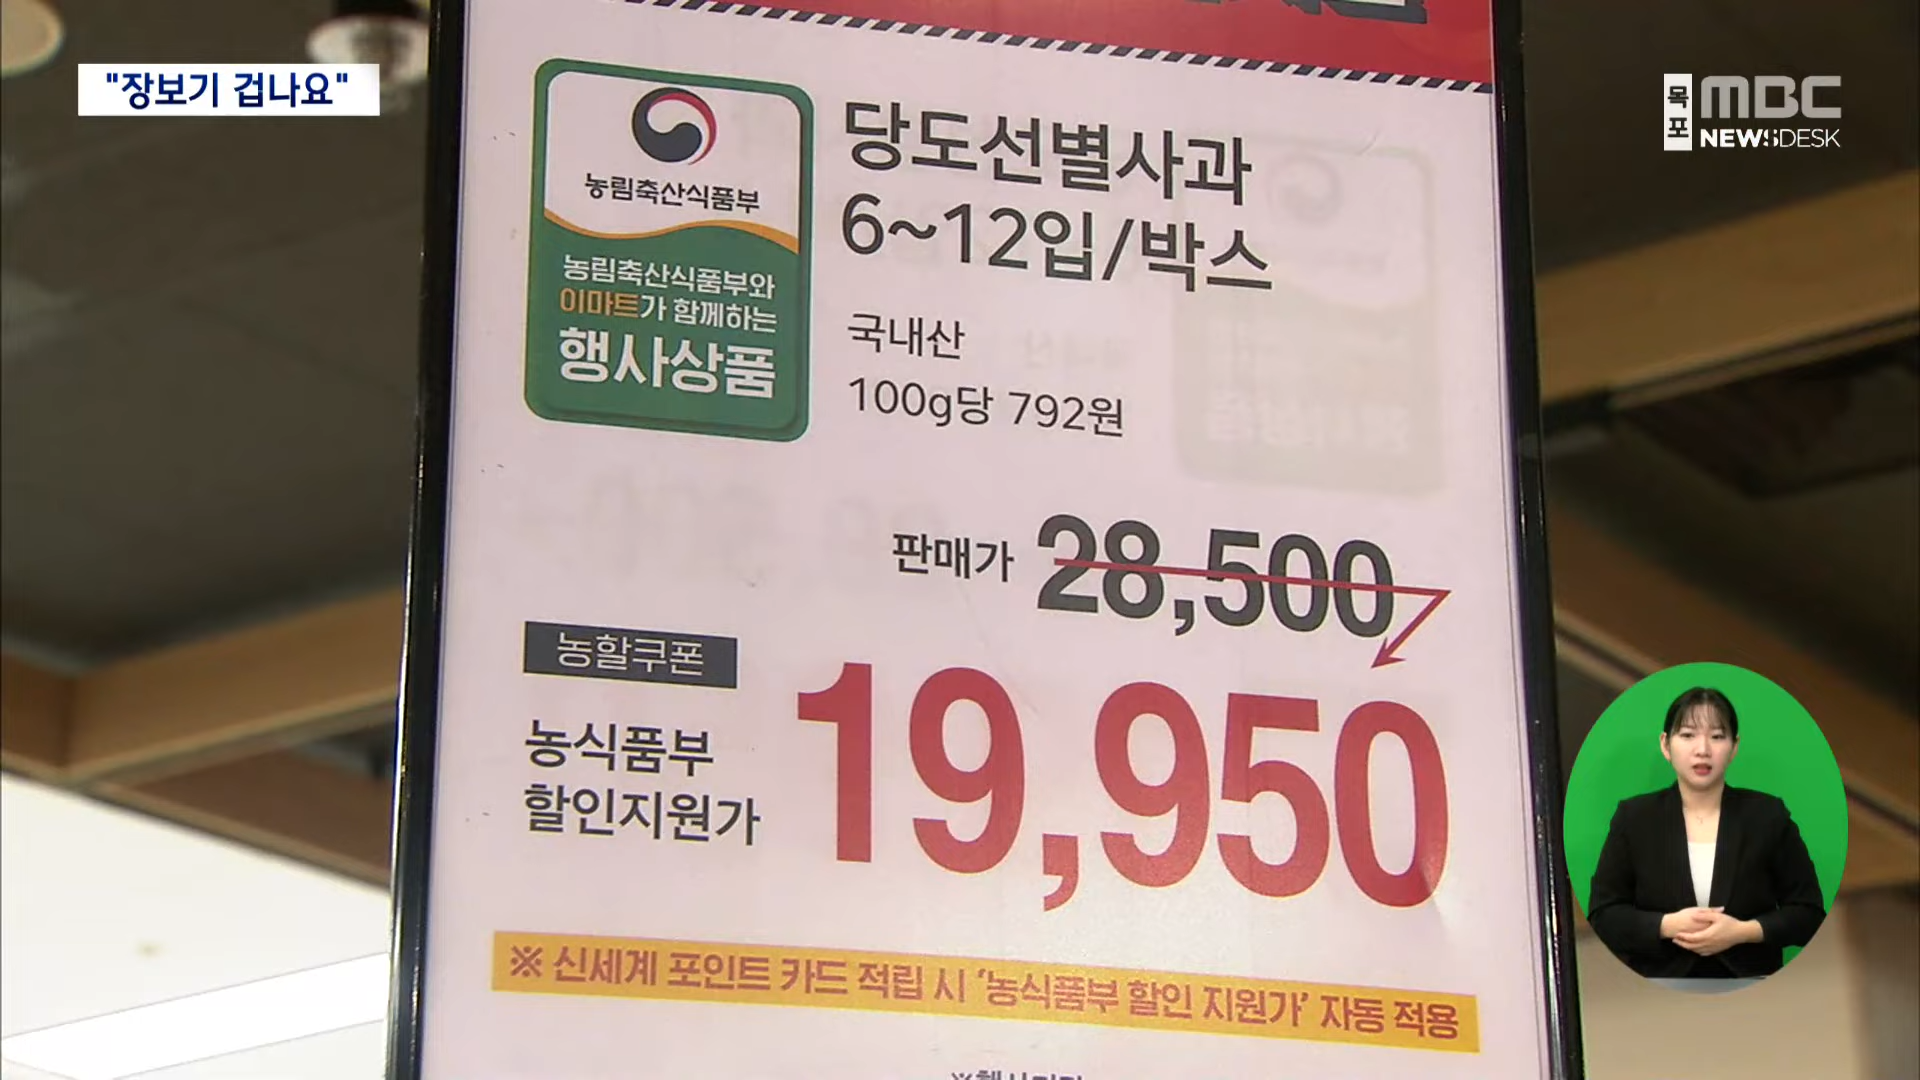 "장보기 겁나요"
목포
MBC
NEWSDESK
농림축산식품부
농림축산식품부와
이마트가 함께하는
행사상품
당도선별사과
6~12입/박스
국내산
100g당 792원
판매가 28,500
농할쿠폰
농식품부
할인지원가
19,950
※ 신세계 포인트 카드 적립 시 '농식품부 할인 지원가' 자동 적용